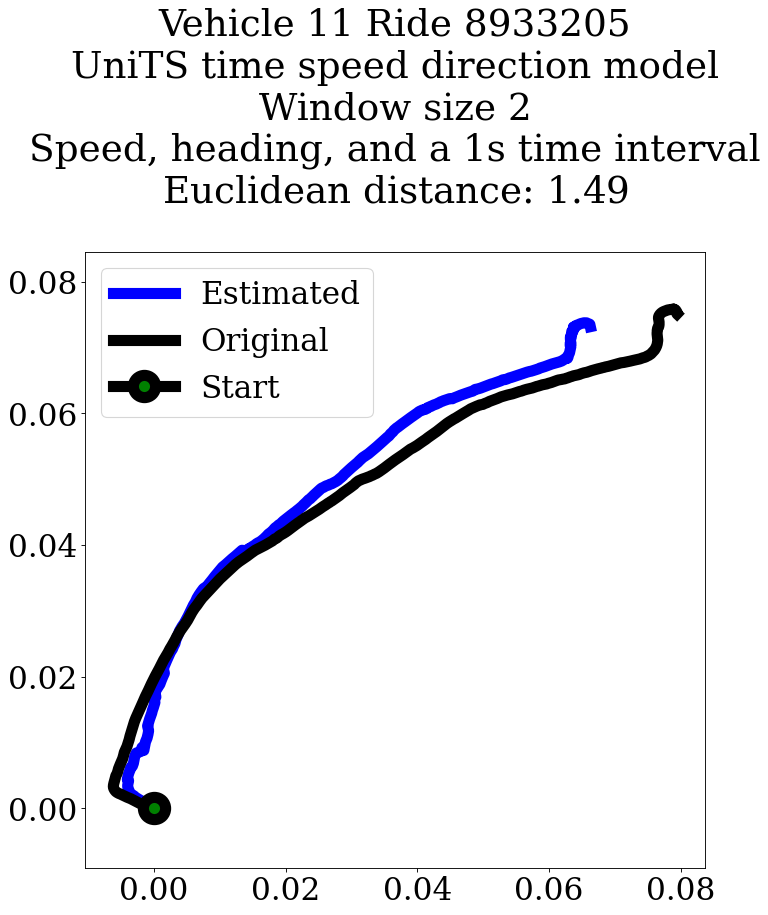 Vehicle 11 Ride 8933205
UniTS time speed direction model
Window size 2
Speed, heading, and a 1s time interval
Euclidean distance: 1.49
Estimated
Original
Start
0.08
0.06
0.04
0.02
0.00
0.00 0.02 0.04 0.06 0.08